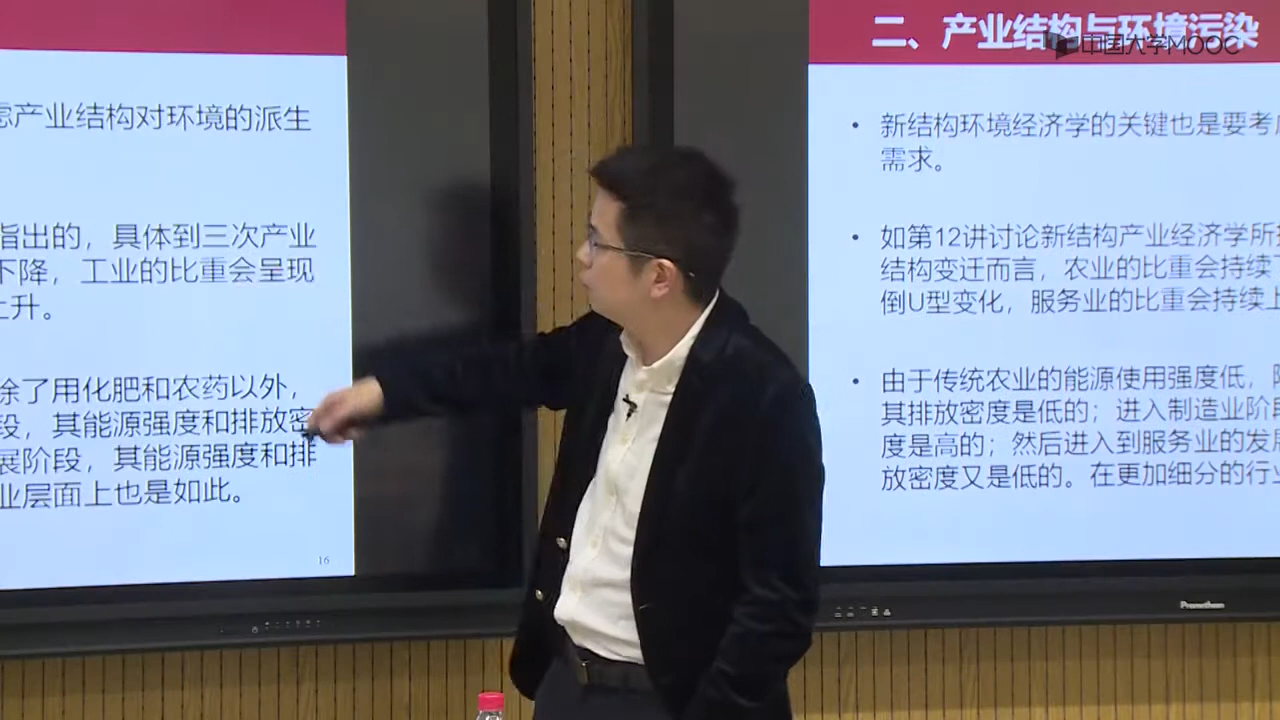 虑产业结构对环境的派生
指出的，具体到三次产业
下降，工业的比重会呈现
上升。
除了用化肥和农药以外，
段，其能源强度和排放密
展阶段，其能源强度和排
业层面上也是如此。
16
二、产业结构与环境污染
中国大学MOOC
• 新结构环境经济学的关键也是要考虑
需求。
• 如第12讲讨论新结构产业经济学所指
结构变迁而言，农业的比重会持续下
倒U型变化，服务业的比重会持续上
• 由于传统农业的能源使用强度低，除
其排放密度是低的；进入制造业阶段
度是高的；然后进入到服务业的发展
放密度又是低的。在更加细分的行业
Promethean